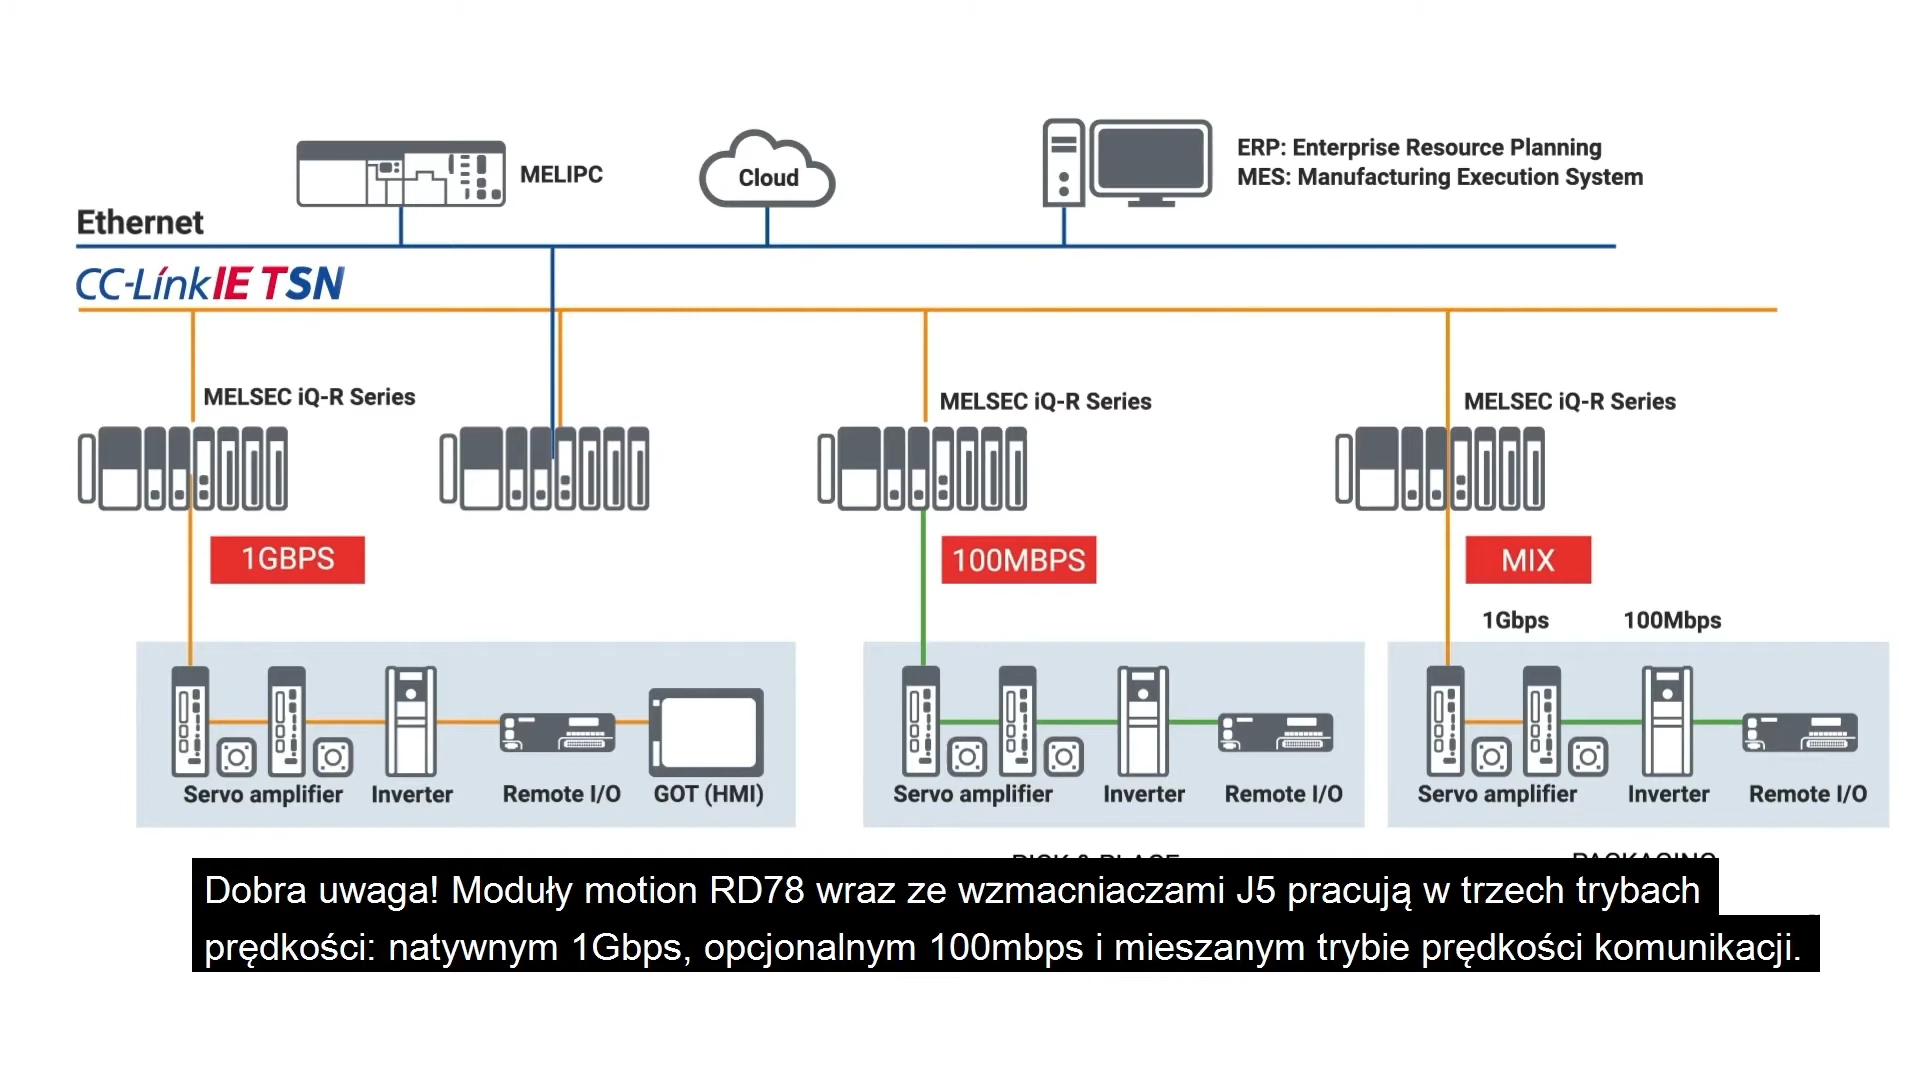 MELIPC
Cloud
ERP: Enterprise Resource Planning
MES: Manufacturing Execution System
Ethernet
CC-Link IE TSN
MELSEC iQ-R Series
MELSEC iQ-R Series
MELSEC iQ-R Series
1GBPS
100MBPS
MIX
1Gbps
100Mbps
Servo amplifier
Inverter
Remote I/O
GOT (HMI)
Servo amplifier
Inverter
Remote I/O
Servo amplifier
Inverter
Remote I/O
Dobra uwaga! Moduły motion RD78 wraz ze wzmacniaczami J5 pracują w trzech trybach
prędkości: natywnym 1Gbps, opcjonalnym 100mbps i mieszanym trybie prędkości komunikacji.